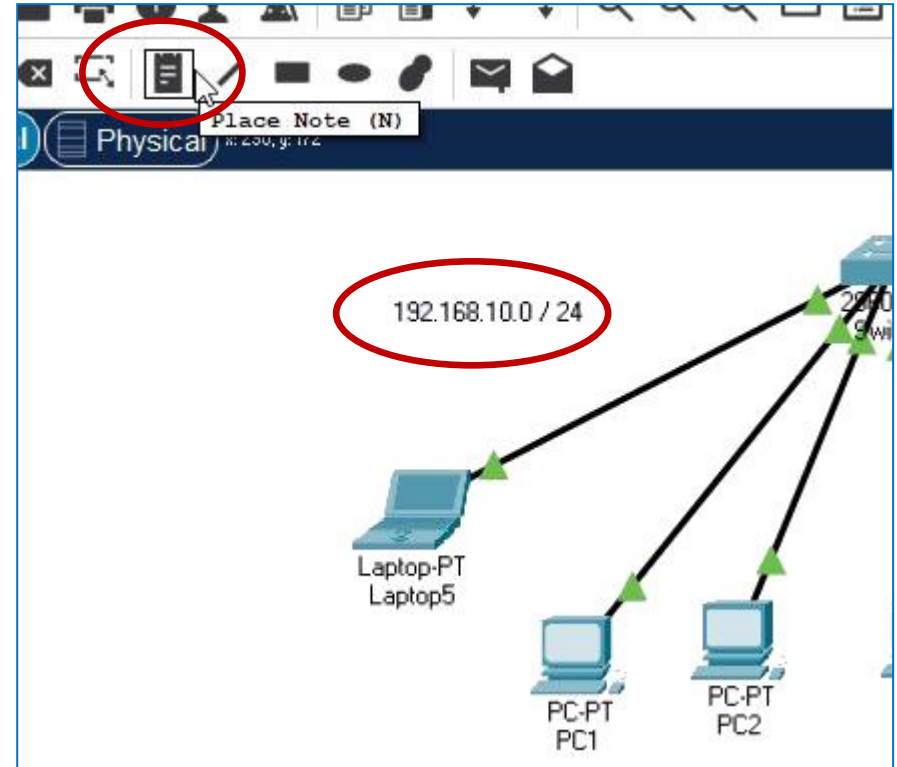 Place Note (N)
Physical
192.168.10.0 / 24
Laptop-PT
Laptop5
PC-PT
PC1
PC-PT
PC2